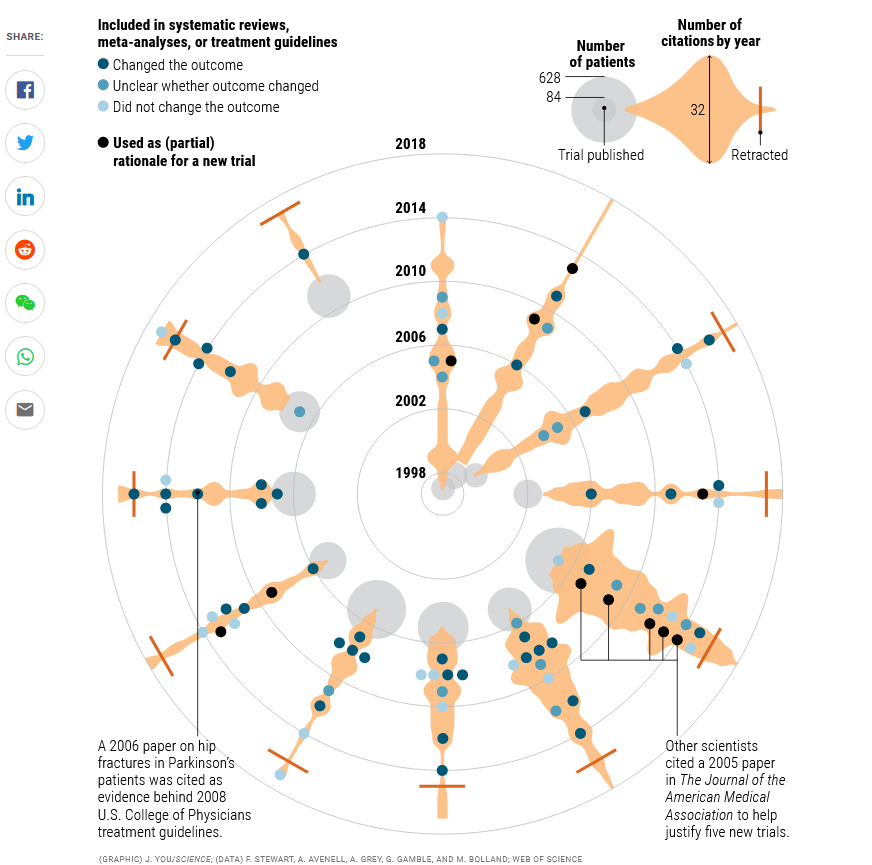 SHARE:
Included in systematic reviews,
meta-analyses, or treatment guidelines
Changed the outcome
Unclear whether outcome changed
Did not change the outcome
Used as (partial)
rationale for a new trial
Number
of patients
628
84
Trial published
Number of
citations by year
32
Retracted
2018
2014
2010
2006
2002
1998
A 2006 paper on hip
fractures in Parkinson's
patients was cited as
evidence behind 2008
U.S. College of Physicians
treatment guidelines.
Other scientists
cited a 2005 paper
in The Journal of the
American Medical
Association to help
justify five new trials.
(GRAPHIC) J. YOU/SCIENCE; (DATA) F. STEWART, A. AVENELL, A. GREY, G. GAMBLE, AND M. BOLLAND; WEB OF SCIENCE